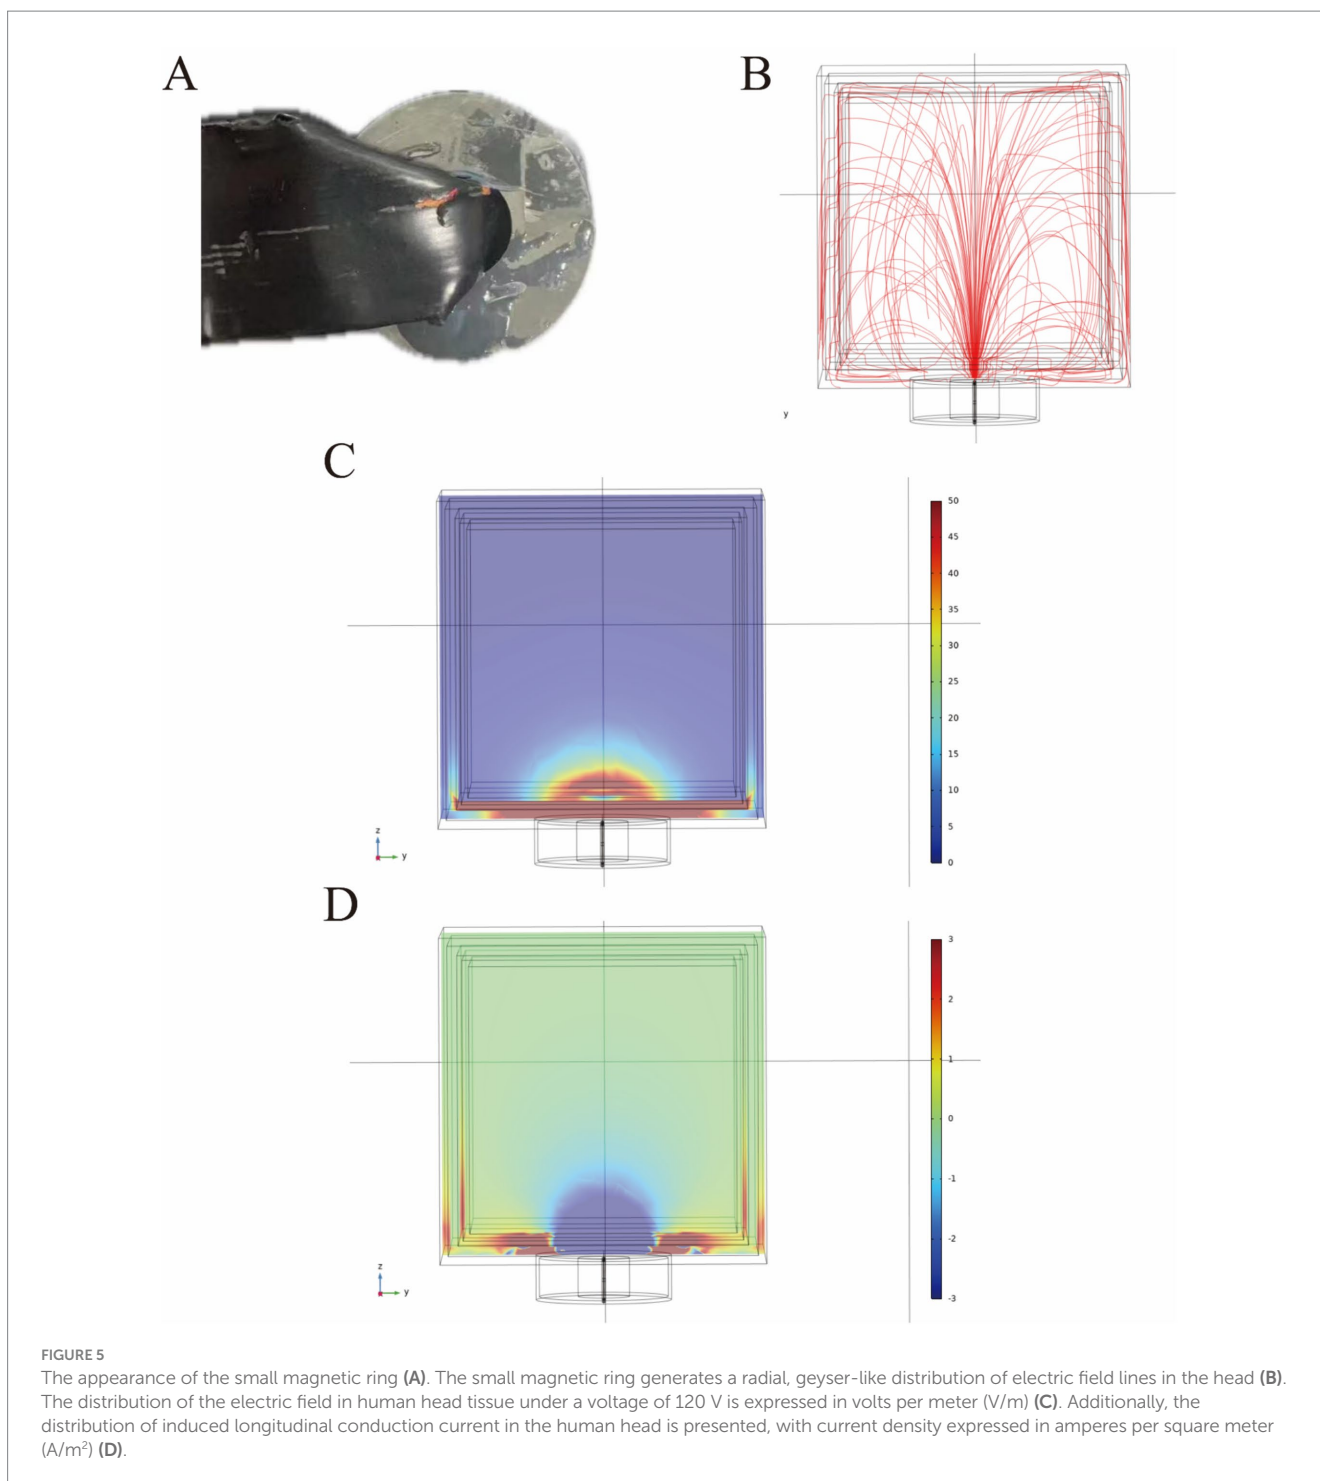 A
B
y
C
50
45
40
35
30
25
20
15
10
5
0
z
y
D
3
2
1
0
-1
-2
-3
z
y
FIGURE 5
The appearance of the small magnetic ring (A). The small magnetic ring generates a radial, geyser-like distribution of electric field lines in the head (B).
The distribution of the electric field in human head tissue under a voltage of 120 V is expressed in volts per meter (V/m) (C). Additionally, the
distribution of induced longitudinal conduction current in the human head is presented, with current density expressed in amperes per square meter
(A/m²) (D).